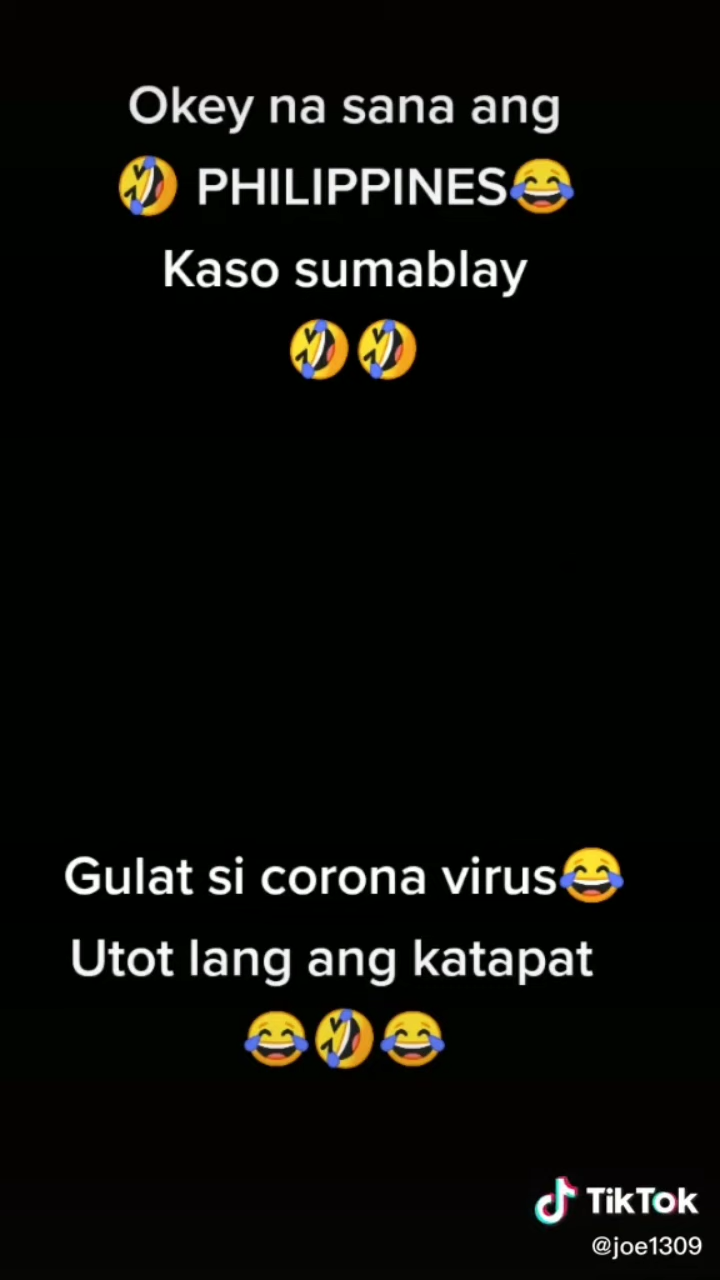 Okey na sana ang
🤣 PHILIPPINES😂
Kaso sumablay
🤣🤣
Gulat si corona virus😂
Utot lang ang katapat
😂🤣😂
TikTok
@joe1309